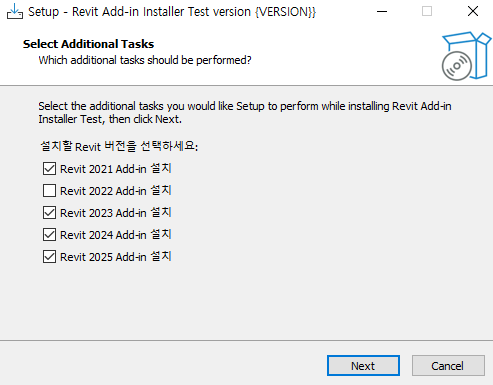 Setup - Revit Add-in Installer Test version {VERSION}}
Select Additional Tasks
Which additional tasks should be performed?
Select the additional tasks you would like Setup to perform while installing Revit Add-in
Installer Test, then click Next.
설치할 Revit 버전을 선택하세요:
Revit 2021 Add-in 설치
Revit 2022 Add-in 설치
Revit 2023 Add-in 설치
Revit 2024 Add-in 설치
Revit 2025 Add-in 설치
Next
Cancel